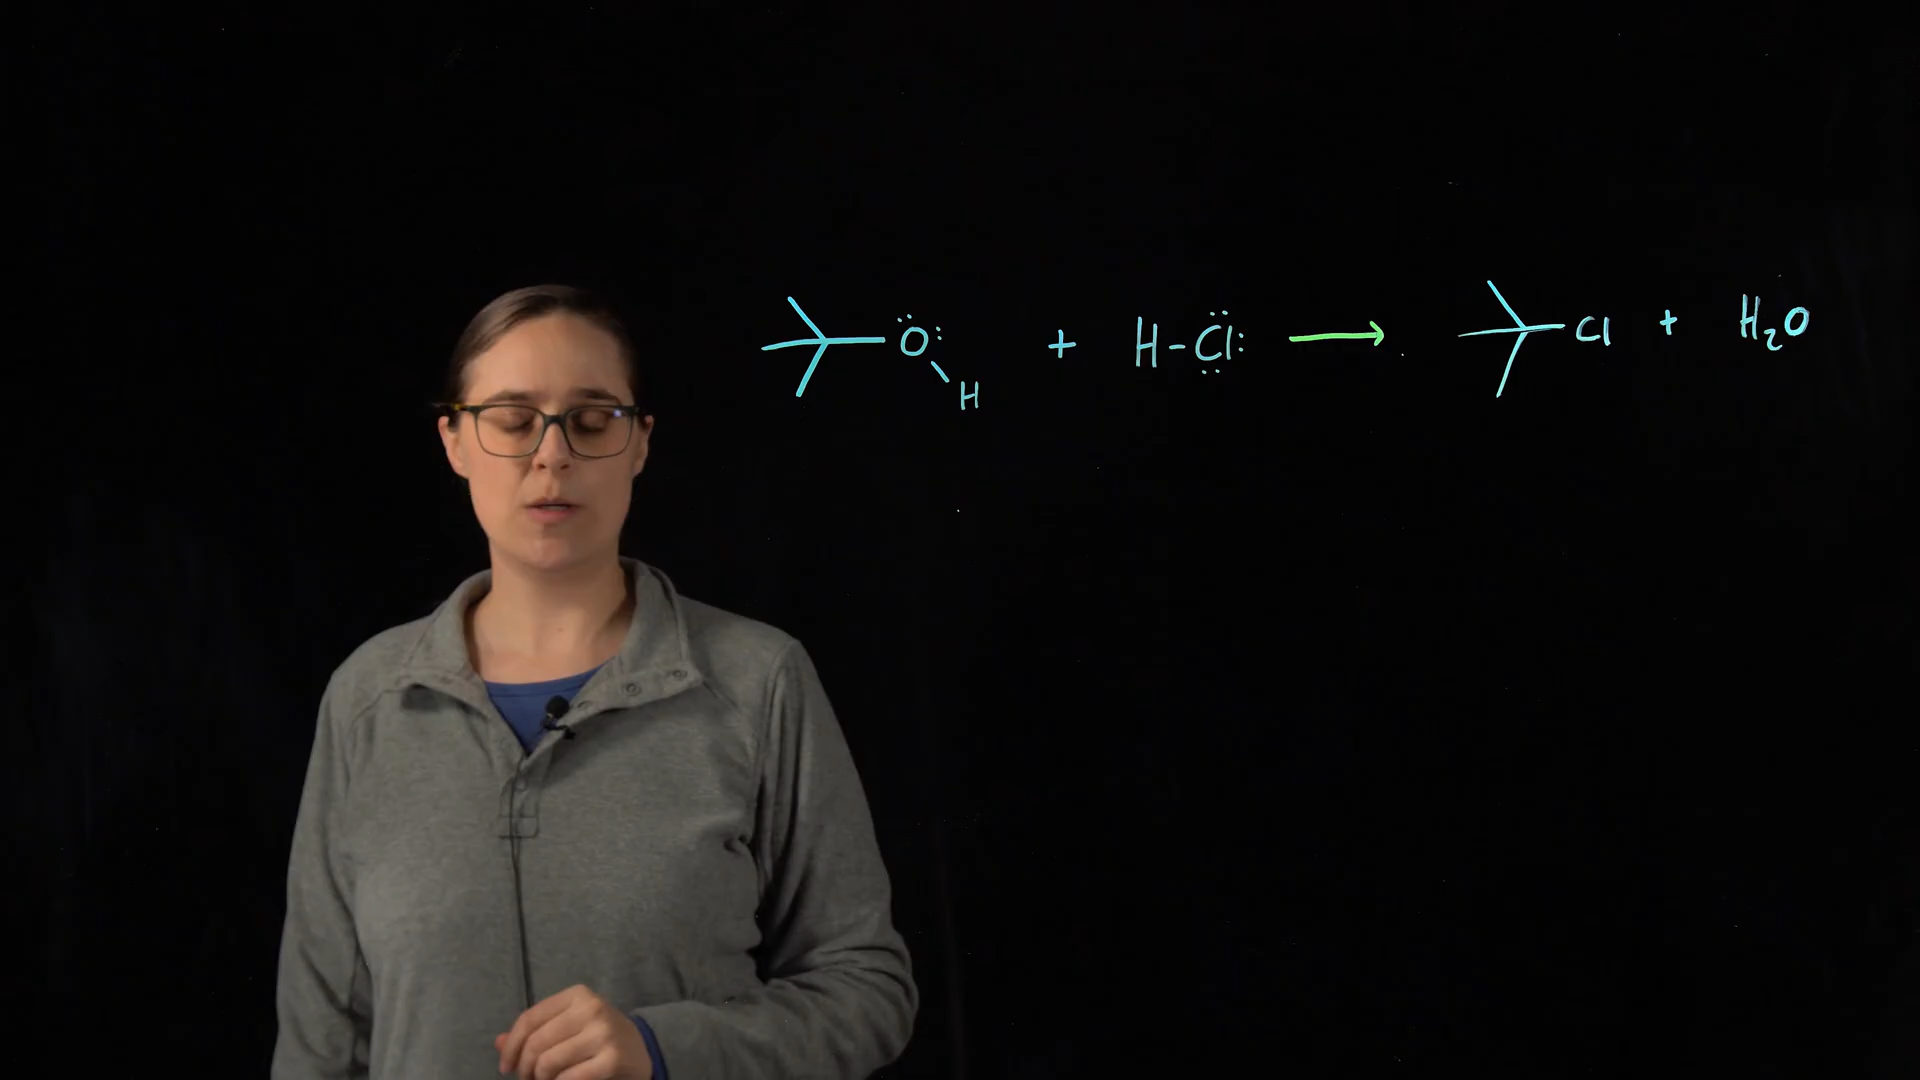 O H + H-Cl → Cl + H₂O